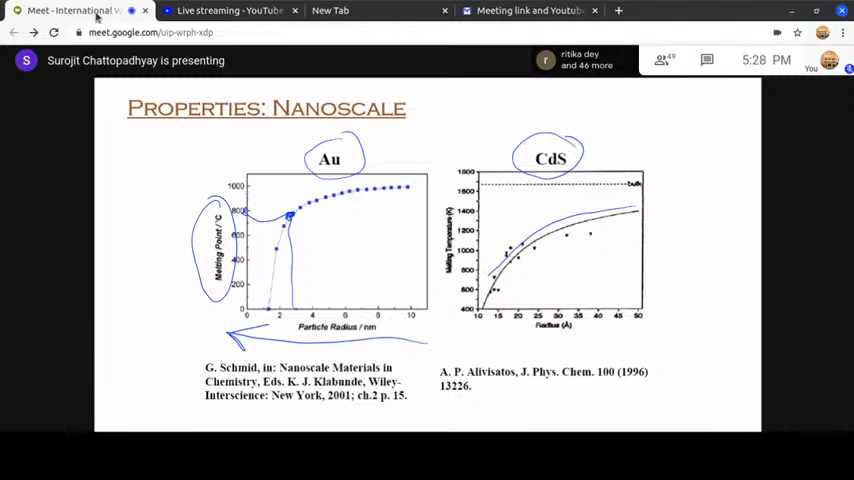 Meet - International W
Live streaming - YouTube
New Tab
Meeting link and Youtube
meet.google.com/uip-wrph-xdp
S
Surojit Chattopadhyay is presenting
r
ritika dey
and 46 more
49
5:28 PM
You
PROPERTIES: NANOSCALE
Au
1000
800
600
400
200
0
Melting Point / °C
0 2 4 6 8 10
Particle Radius / nm
G. Schmid, in: Nanoscale Materials in
Chemistry, Eds. K. J. Klabunde, Wiley-
Interscience: New York, 2001; ch.2 p. 15.
CdS
1800
1600
1400
1200
1000
800
600
400
Melting Temperature (K)
bulk
10 15 20 25 30 35 40 45 50
Radius (Å)
A. P. Alivisatos, J. Phys. Chem. 100 (1996)
13226.